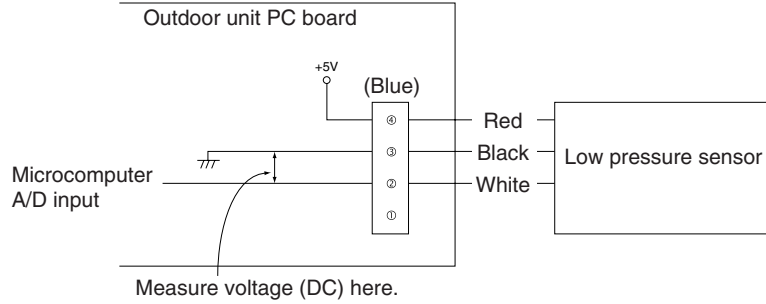 Outdoor unit PC board
+5V
(Blue)
④
Red
③
Black
Low pressure sensor
Microcomputer
A/D input
②
White
①
Measure voltage (DC) here.